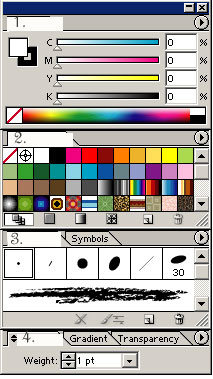 1.
C 0 %
M 0 %
Y 0 %
K 0 %
2.
3. Symbols
30
4. Gradient Transparency
Weight: 1 pt